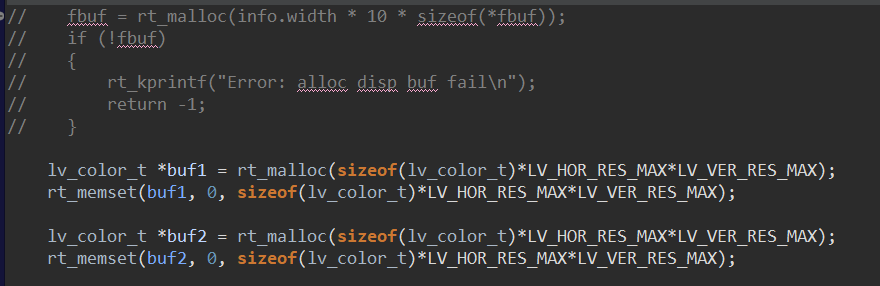 //    fbuf = rt_malloc(info.width * 10 * sizeof(*fbuf));
//    if (!fbuf)
//    {
//        rt_kprintf("Error: alloc disp buf fail\n");
//        return -1;
//    }
    lv_color_t *buf1 = rt_malloc(sizeof(lv_color_t)*LV_HOR_RES_MAX*LV_VER_RES_MAX);
    rt_memset(buf1, 0, sizeof(lv_color_t)*LV_HOR_RES_MAX*LV_VER_RES_MAX);
    lv_color_t *buf2 = rt_malloc(sizeof(lv_color_t)*LV_HOR_RES_MAX*LV_VER_RES_MAX);
    rt_memset(buf2, 0, sizeof(lv_color_t)*LV_HOR_RES_MAX*LV_VER_RES_MAX);